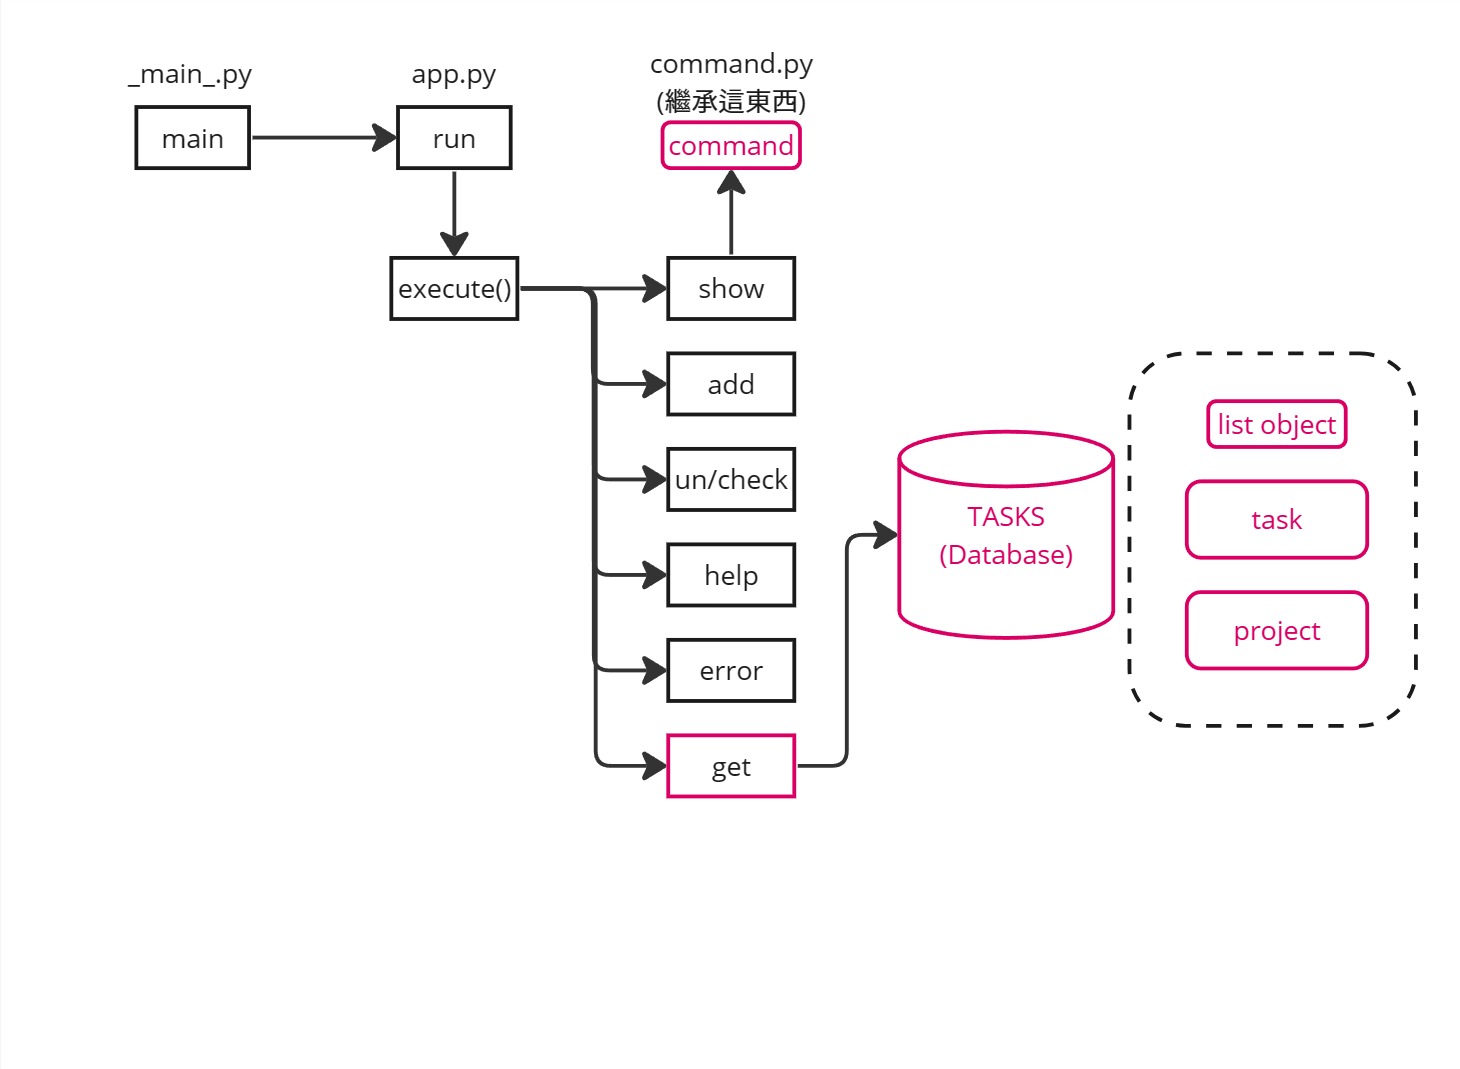 _main_.py
app.py
command.py
(繼承這東西)
main
run
command
execute()
show
add
un/check
help
error
get
TASKS
(Database)
list object
task
project